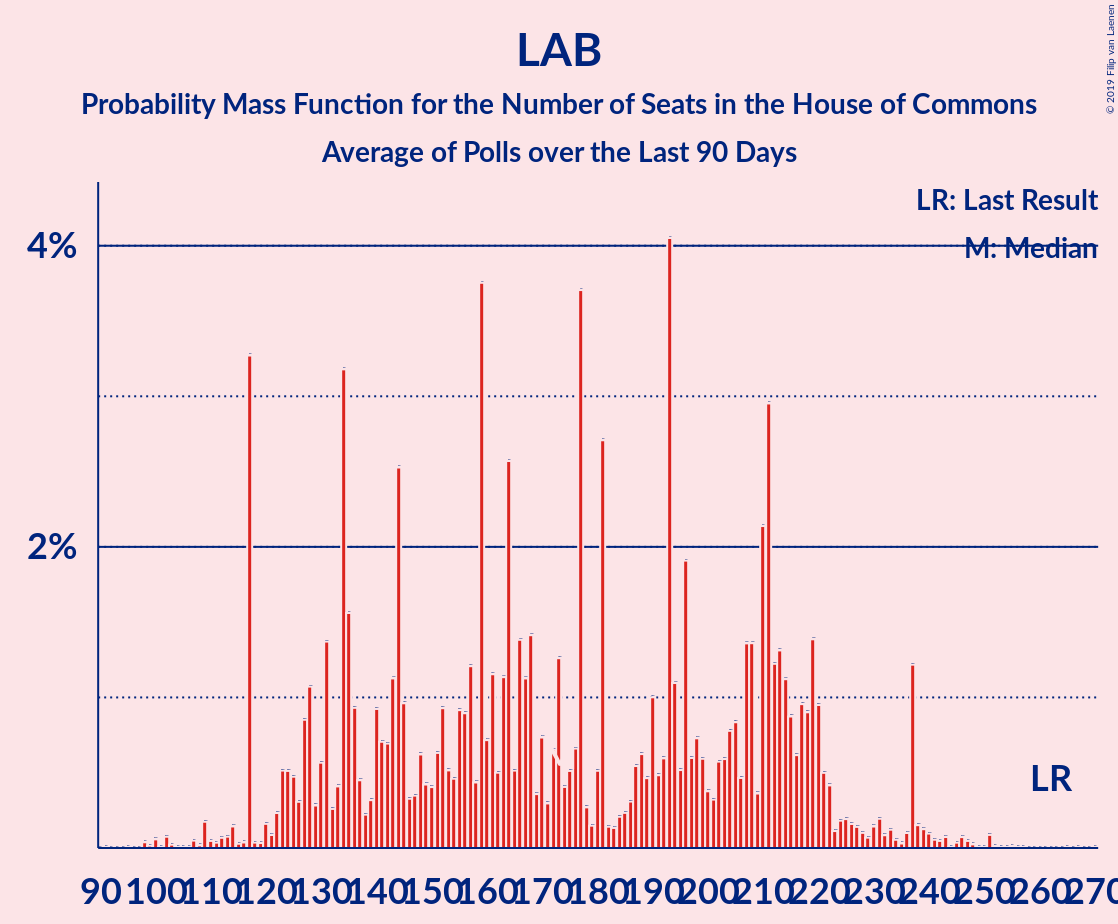 LAB
Probability Mass Function for the Number of Seats in the House of Commons
Average of Polls over the Last 90 Days
© 2019 Filip van Laenen
LR: Last Result
M: Median
4%
2%
M
LR
90 100 110 120 130 140 150 160 170 180 190 200 210 220 230 240 250 260 270